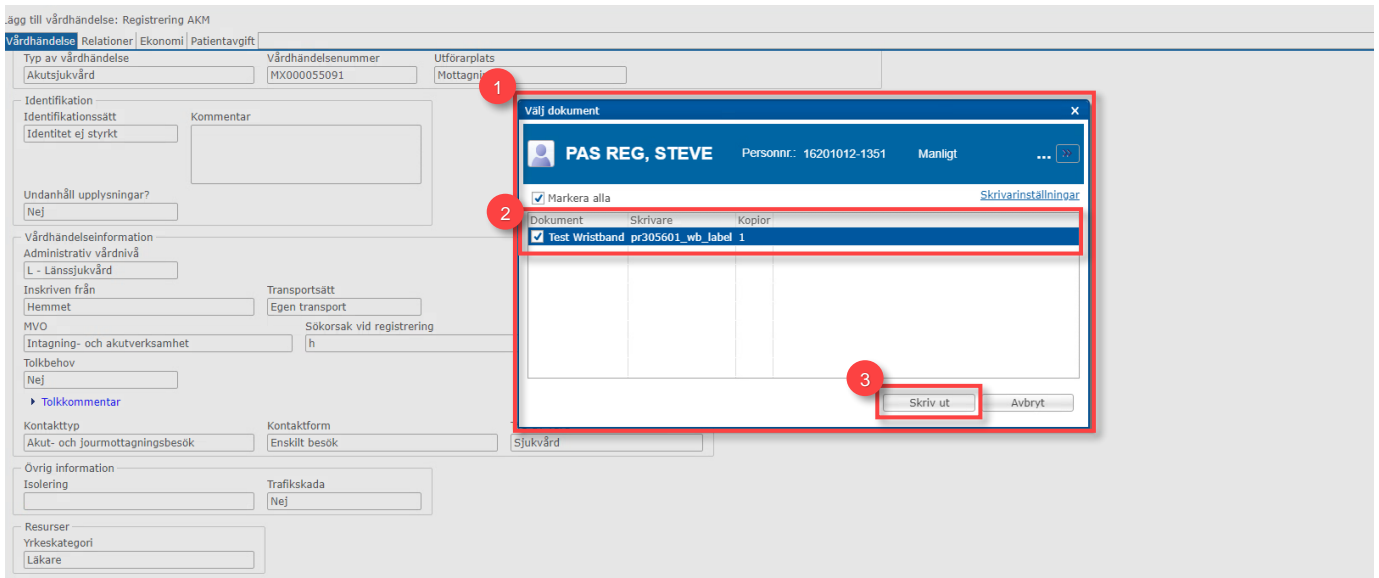 Lägg till vårdhändelse: Registrering AKM
Vårdhändelse Relationer Ekonomi Patientavgift
Typ av vårdhändelse Vårdhändelsenummer Utförarplats
Akutsjukvård MX000055091
1
Identifikation
Identifikationssätt Kommentar
Identitet ej styrkt
Undanhåll upplysningar?
Nej
Vårdhändelseinformation
Administrativ vårdnivå
L - Länssjukvård
Inskriven från Transportsätt
Hemmet Egen transport
MVO Sökorsak vid registrering
Intagning- och akutverksamhet h
Tolkbehov
Nej
Tolkkommentar
Kontakttyp Kontaktform
Akut- och jourmottagningsbesök Enskilt besök Sjukvård
Övrig information
Isolering Trafikskada
Nej
Resurser
Yrkeskategori
Läkare
Välj dokument x
PAS REG, STEVE Personnr.: 16201012-1351 Manligt ...
Markera alla Skrivarinställningar
2
Dokument Skrivare Kopior
Test Wristband pr305601_wb_label 1
3
Skriv ut Avbryt